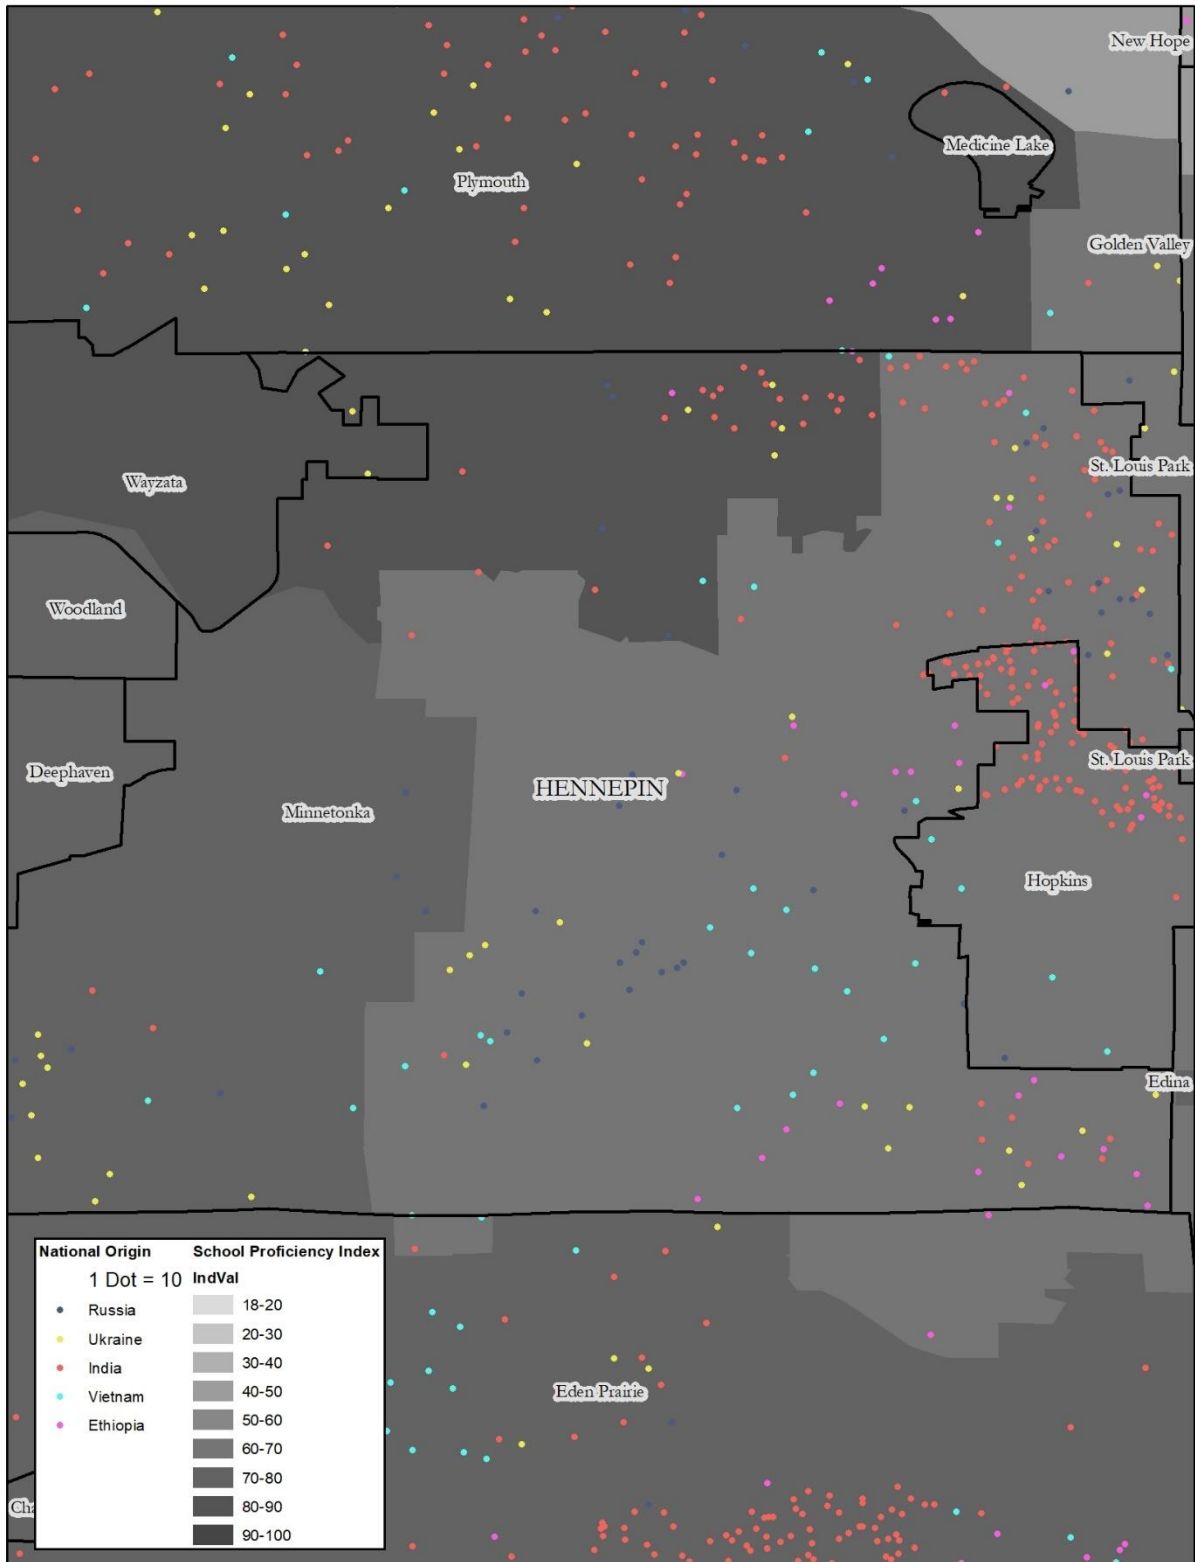 New Hope
Medicine Lake
Plymouth
Golden Valley
St. Louis Park
Wayzata
Woodland
St. Louis Park
Deephaven
HENNEPIN
Minnetonka
Hopkins
Edina
National Origin
1 Dot = 10
Russia
Ukraine
India
Vietnam
Ethiopia
School Proficiency Index
IndVal
18-20
20-30
30-40
40-50
50-60
60-70
70-80
80-90
90-100
Eden Prairie
Cha